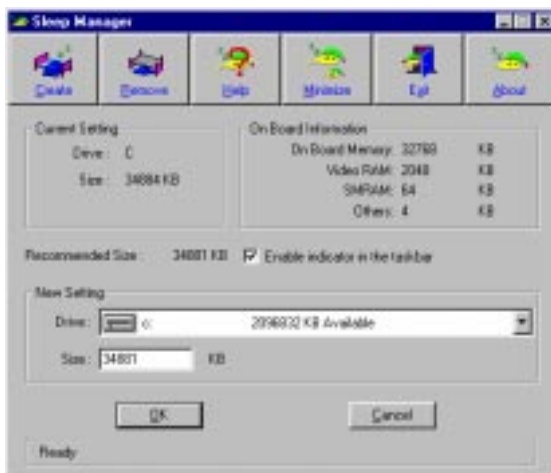 Sleep Manager
Create Remove Help Minimize Exit About
Current Setting
Drive : C
Size : 34884 KB
On Board Information
On Board Memory: 32768 KB
Video RAM: 2048 KB
SMRAM: 64 KB
Others: 4 KB
Recommended Size : 34881 KB Enable indicator in the taskbar
New Setting
Drive : c: 2096832 KB Available
Size : 34881 KB
OK Cancel
Ready